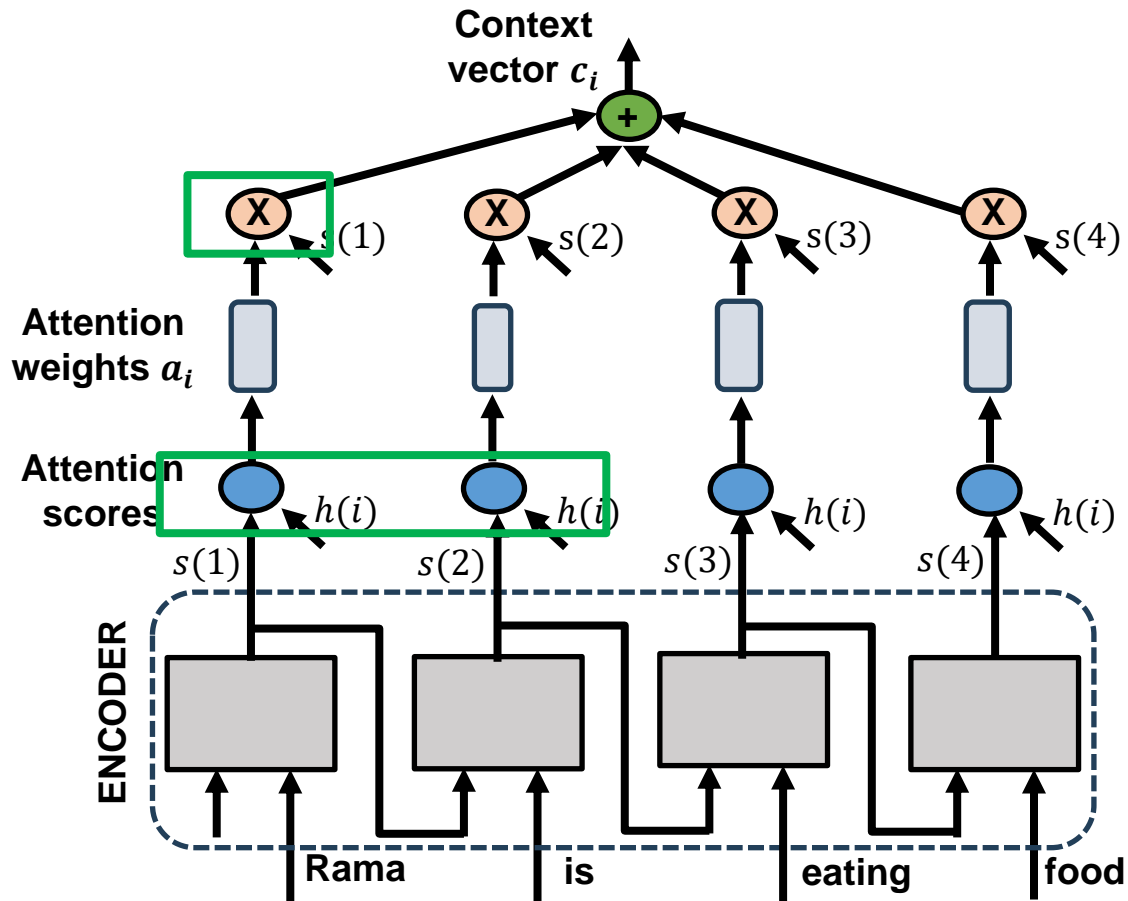 Context
vector c_i
+
X X X X
s(1) s(2) s(3) s(4)
Attention
weights a_i
Attention
scores
h(i) h(i) h(i) h(i)
s(1) s(2) s(3) s(4)
ENCODER
Rama is eating food